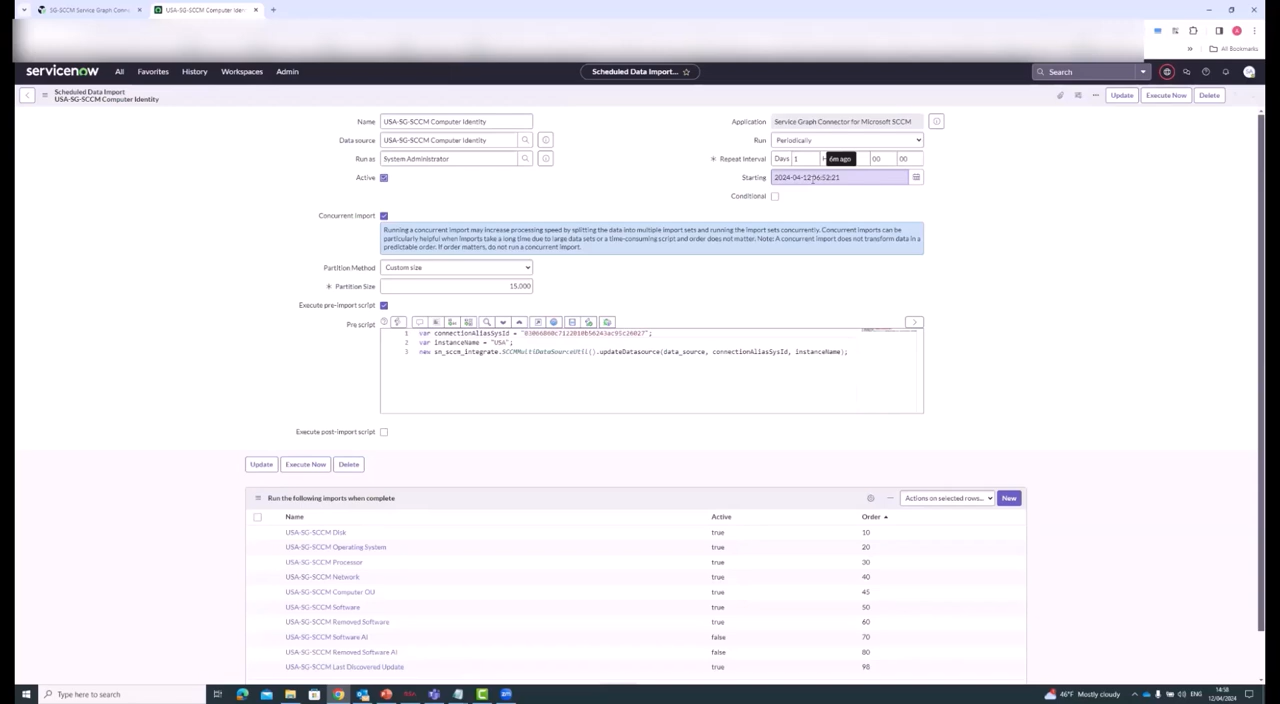 SG-SCCM Service Graph Conne
USA-SG-SCCM Computer Iden
All Bookmarks
servicenow All Favorites History Workspaces Admin
Scheduled Data Import...
Search
Scheduled Data Import
USA-SG-SCCM Computer Identity
Update Execute Now Delete
Name USA-SG-SCCM Computer Identity
Application Service Graph Connector for Microsoft SCCM
Data source USA-SG-SCCM Computer Identity
Run Periodically
Run as System Administrator
Repeat Interval Days 1 H 6m ago 00 00
Active
Starting 2024-04-12 06:52:21
Conditional
Concurrent Import
Running a concurrent import may increase processing speed by splitting the data into multiple import sets and running the import sets concurrently. Concurrent imports can be
particularly helpful when imports take a long time due to large data sets or a time-consuming script and order does not matter. Note: A concurrent import does not transform data in a
predictable order. If order matters, do not run a concurrent import.
Partition Method Custom size
Partition Size 15,000
Execute pre-import script
Pre script
1 var connectionAliasSysId = "03066800c7122010b56243ac95c26027";
2 var instanceName = "USA";
3 new sn_sccm_integrate.SCCMMultiDataSourceUtil().updateDatasource(data_source, connectionAliasSysId, instanceName);
Execute post-import script
Update Execute Now Delete
Run the following imports when complete
Actions on selected rows... New
Name Active Order
USA-SG-SCCM Disk true 10
USA-SG-SCCM Operating System true 20
USA-SG-SCCM Processor true 30
USA-SG-SCCM Network true 40
USA-SG-SCCM Computer OU true 45
USA-SG-SCCM Software true 50
USA-SG-SCCM Removed Software true 60
USA-SG-SCCM Software AI false 70
USA-SG-SCCM Removed Software AI false 80
USA-SG-SCCM Last Discovered Update true 98
Type here to search
46°F Mostly cloudy
ENG
14:58
12/04/2024